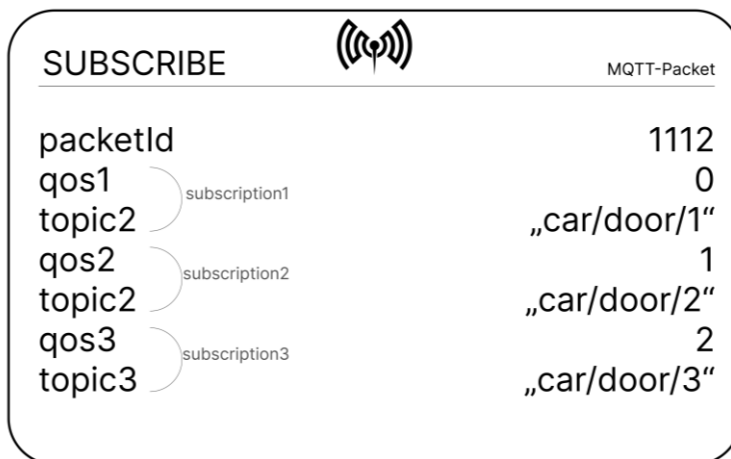 SUBSCRIBE MQTT-Packet
packetId 1112
qos1 0
subscription1
topic2 „car/door/1“
qos2 1
subscription2
topic2 „car/door/2“
qos3 2
subscription3
topic3 „car/door/3“